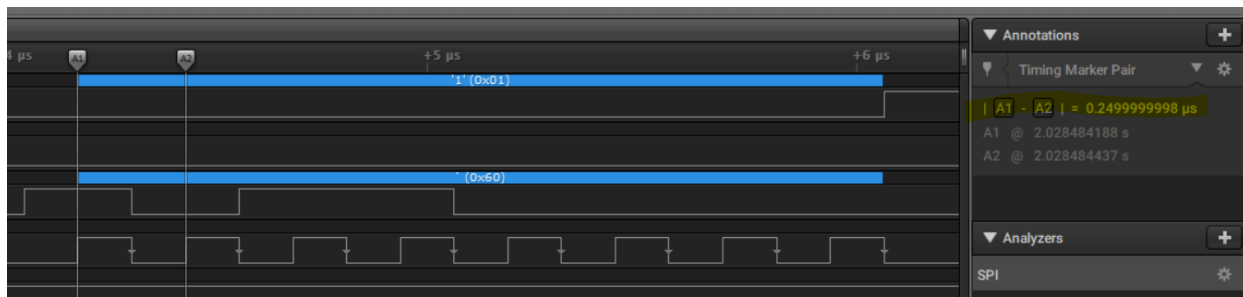 4 µs
A1
A2
+5 µs
+6 µs
'1' (0x01)
'`' (0x60)
Annotations
Timing Marker Pair
| A1 - A2 | = 0.2499999998 µs
A1 @ 2.028484188 s
A2 @ 2.028484437 s
Analyzers
SPI